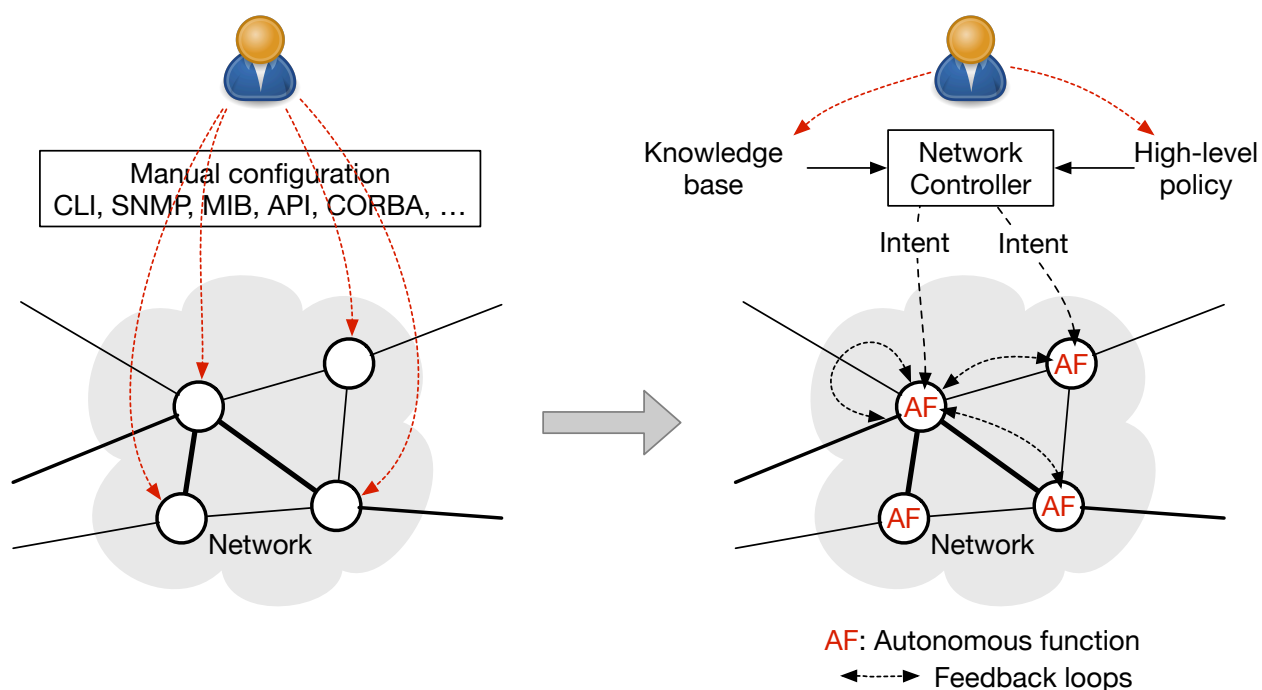 Manual configuration
CLI, SNMP, MIB, API, CORBA, …
Network
Knowledge
base
Network
Controller
High-level
policy
Intent
Intent
AF
AF
AF
AF
Network
AF: Autonomous function
Feedback loops